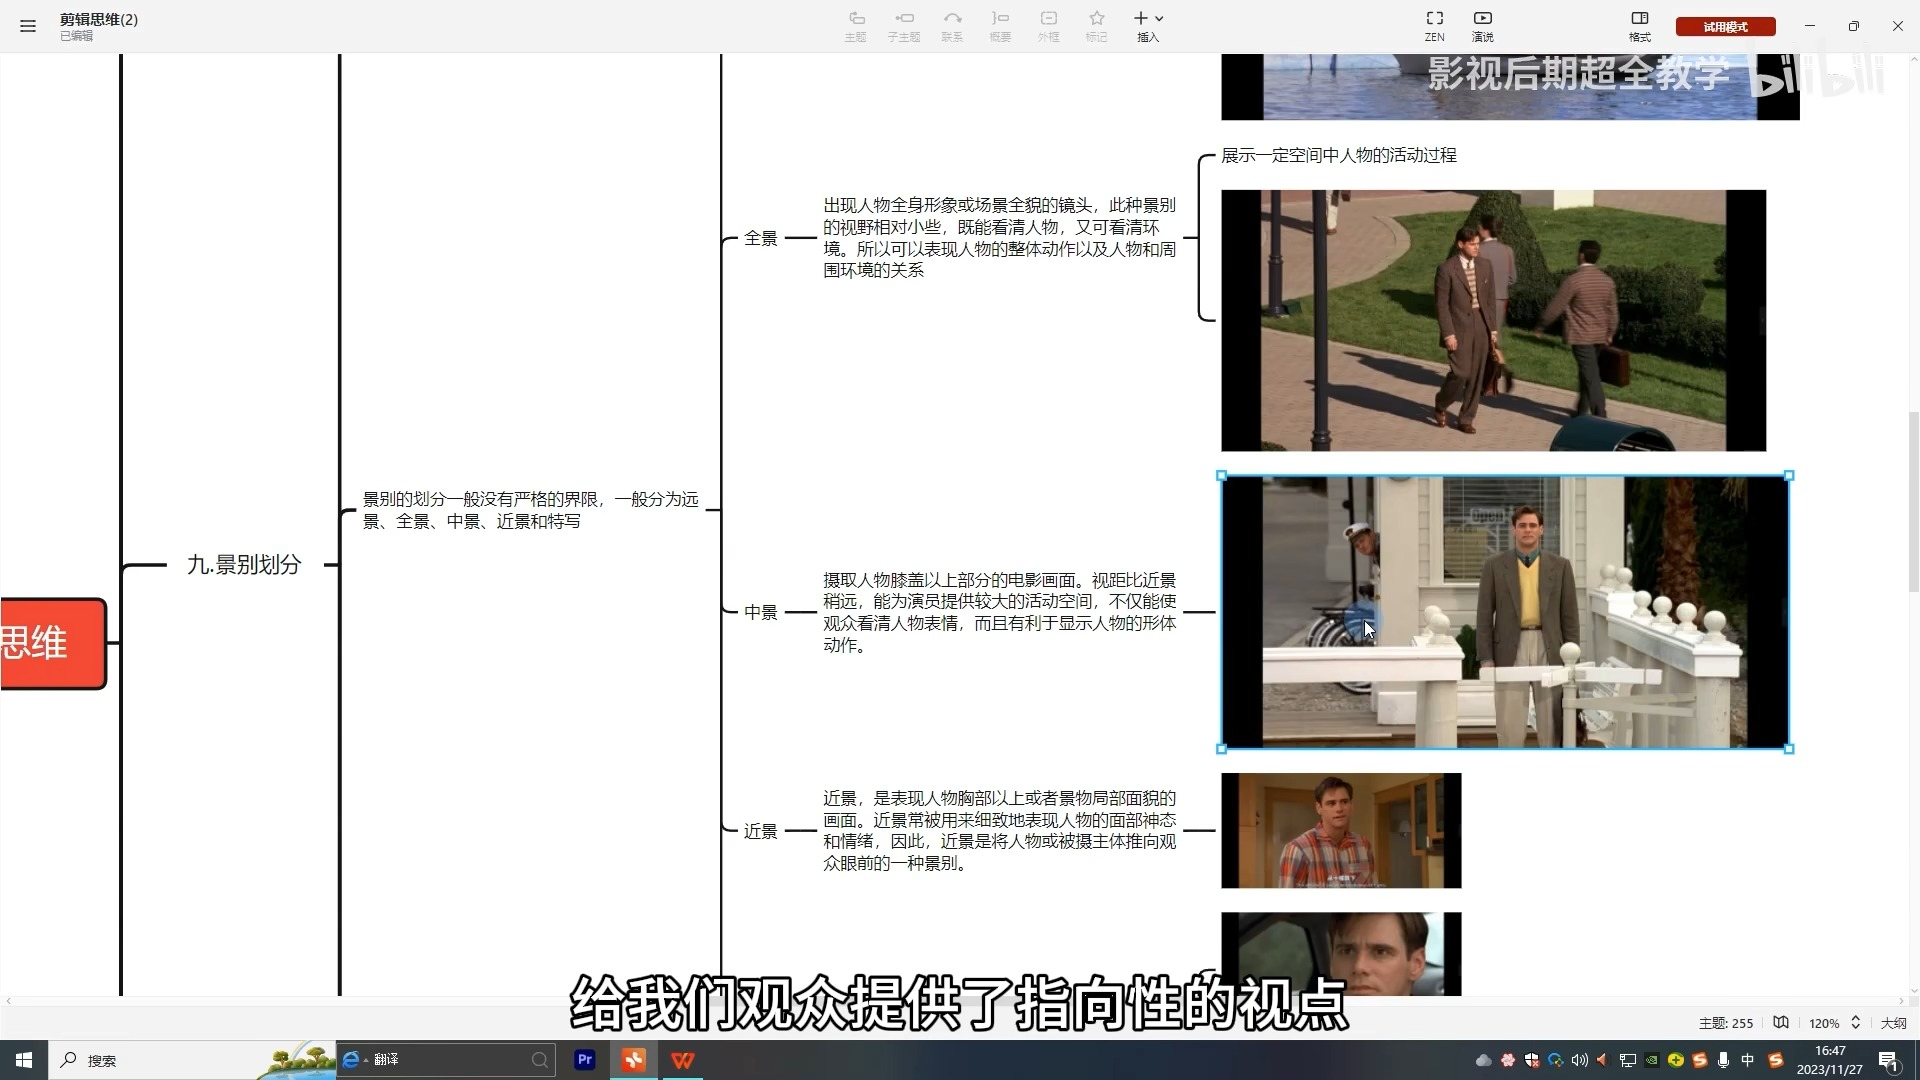 剪辑思维(2)
已编辑
主题
子主题
联系
概要
外框
标记
插入
ZEN
演说
格式
试用模式
影视后期超全教学
bilibili
展示一定空间中人物的活动过程
全景
出现人物全身形象或场景全貌的镜头，此种景别
的视野相对小些，既能看清人物，又可看清环
境。所以可以表现人物的整体动作以及人物和周
围环境的关系
景别的划分一般没有严格的界限，一般分为远
景、全景、中景、近景和特写
九.景别划分
思维
中景
摄取人物膝盖以上部分的电影画面。视距比近景
稍远，能为演员提供较大的活动空间，不仅能使
观众看清人物表情，而且有利于显示人物的形体
动作。
Open
近景
近景，是表现人物胸部以上或者景物局部面貌的
画面。近景常被用来细致地表现人物的面部神态
和情绪，因此，近景是将人物或被摄主体推向观
众眼前的一种景别。
给我们观众提供了指向性的视点
主题: 255
120%
大纲
搜索
翻译
Pr
中
16:47
2023/11/27
1